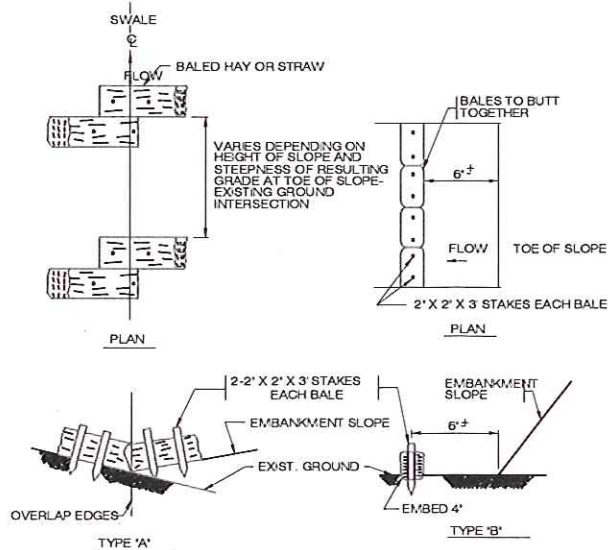 SWALE
℄
FLOW
BALED HAY OR STRAW
VARIES DEPENDING ON
HEIGHT OF SLOPE AND
STEEPNESS OF RESULTING
GRADE AT TOE OF SLOPE-
EXISTING GROUND
INTERSECTION
PLAN
BALES TO BUTT
TOGETHER
6'±
FLOW
TOE OF SLOPE
2" X 2" X 3' STAKES EACH BALE
PLAN
2-2" X 2" X 3' STAKES
EACH BALE
EMBANKMENT SLOPE
EXIST. GROUND
OVERLAP EDGES
TYPE "A"
EMBANKMENT
SLOPE
6'±
EMBED 4"
TYPE "B"